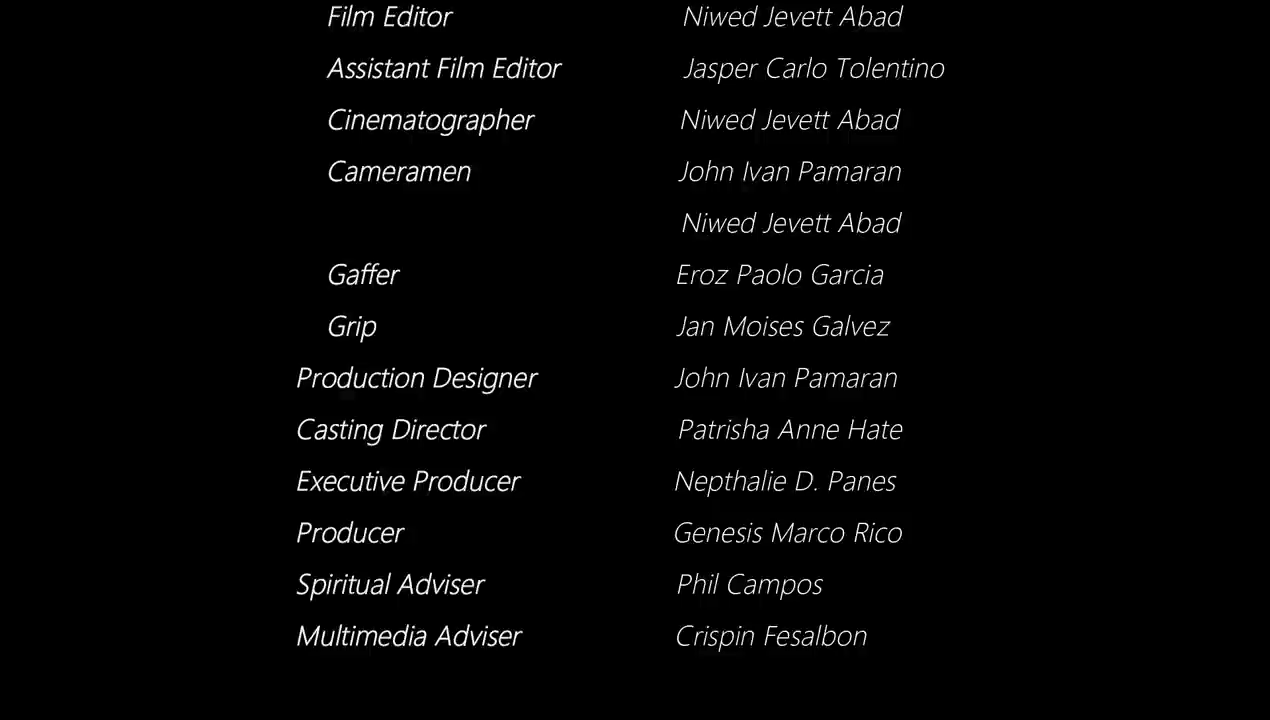 Film Editor Niwed Jevett Abad
Assistant Film Editor Jasper Carlo Tolentino
Cinematographer Niwed Jevett Abad
Cameramen John Ivan Pamaran
Niwed Jevett Abad
Gaffer Eroz Paolo Garcia
Grip Jan Moises Galvez
Production Designer John Ivan Pamaran
Casting Director Patrisha Anne Hate
Executive Producer Nepthalie D. Panes
Producer Genesis Marco Rico
Spiritual Adviser Phil Campos
Multimedia Adviser Crispin Fesalbon